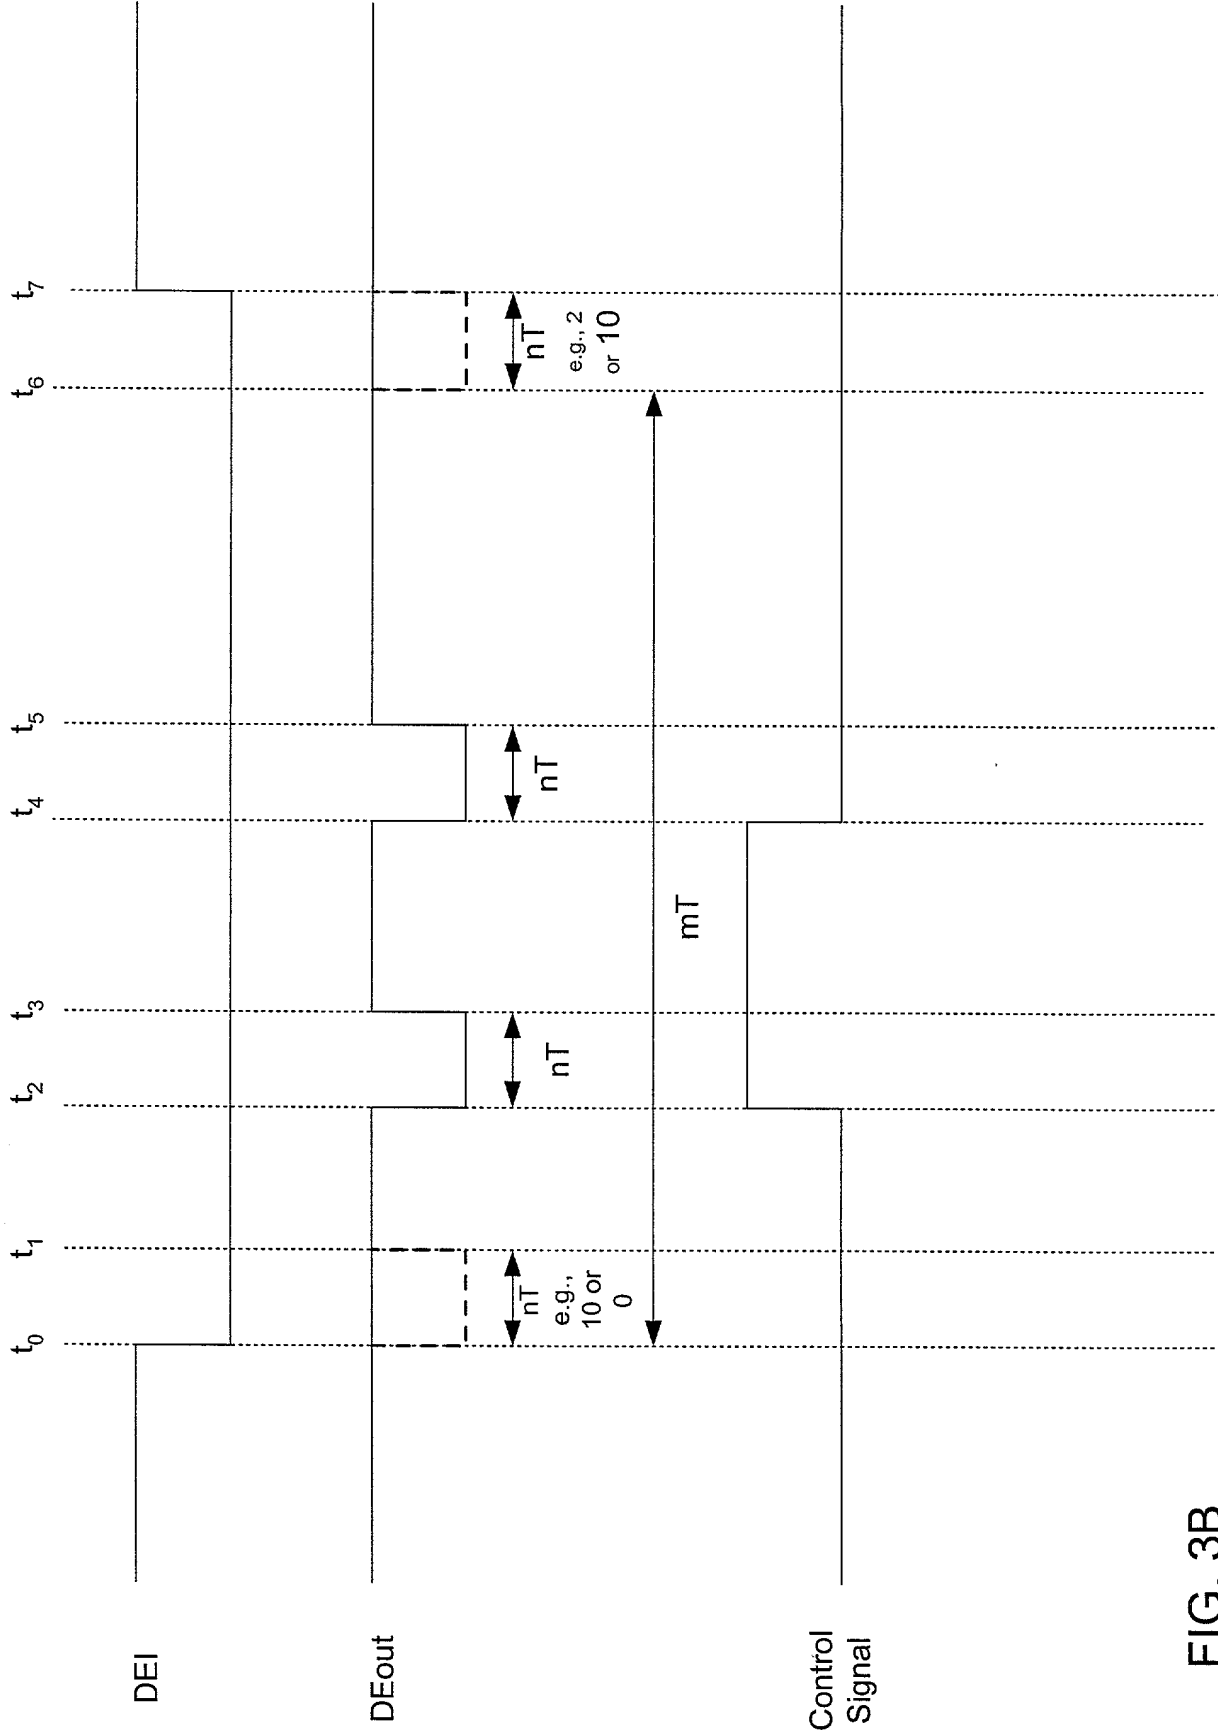 t0 t1 t2 t3 t4 t5 t6 t7
DEI
DEout
nT
e.g.,
10 or
0
nT
nT
nT
e.g., 2
or 10
mT
Control
Signal
FIG. 3B